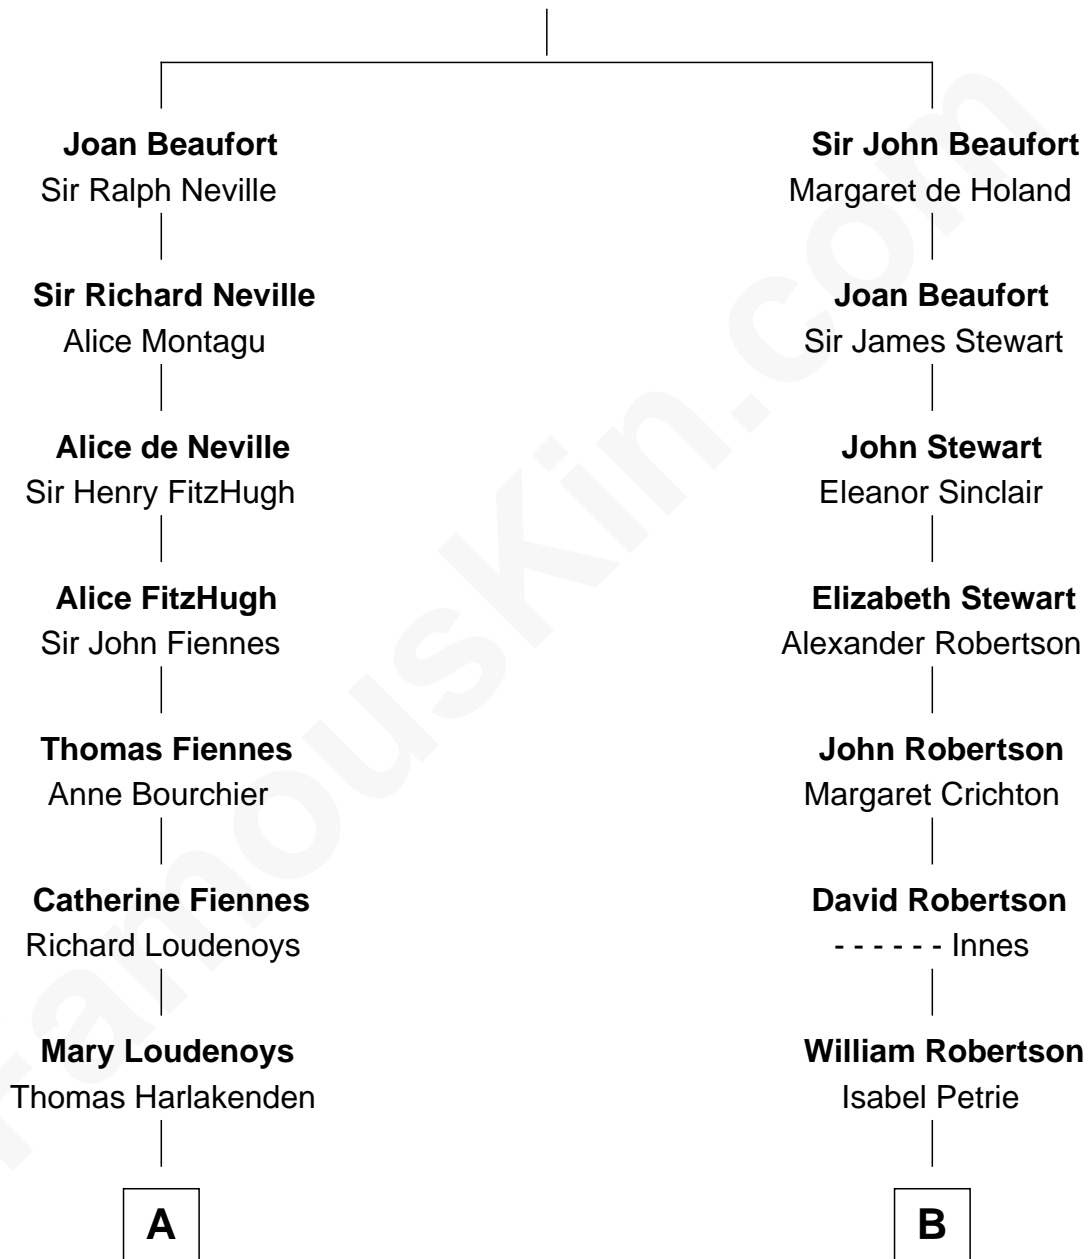 Joan Beaufort
Sir Ralph Neville
Sir Richard Neville
Alice Montagu
Alice de Neville
Sir Henry FitzHugh
Alice FitzHugh
Sir John Fiennes
Thomas Fiennes
Anne Bourchier
Catherine Fiennes
Richard Loudenoys
Mary Loudenoys
Thomas Harlakenden
A
Sir John Beaufort
Margaret de Holand
Joan Beaufort
Sir James Stewart
John Stewart
Eleanor Sinclair
Elizabeth Stewart
Alexander Robertson
John Robertson
Margaret Crichton
David Robertson
- - - - - - Innes
William Robertson
Isabel Petrie
B
FamousKin.com